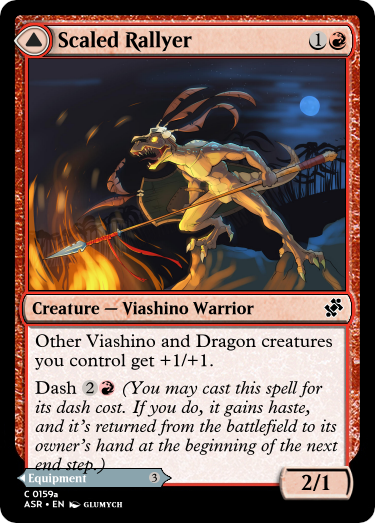 Scaled Rallyer 1
Creature — Viashino Warrior
Other Viashino and Dragon creatures
you control get +1/+1.
Dash 2 (You may cast this spell for
its dash cost. If you do, it gains haste,
and it's returned from the battlefield to its
owner's hand at the beginning of the next
end step.)
Equipment 3
2/1
C 0159a
ASR • EN GLUMYCH